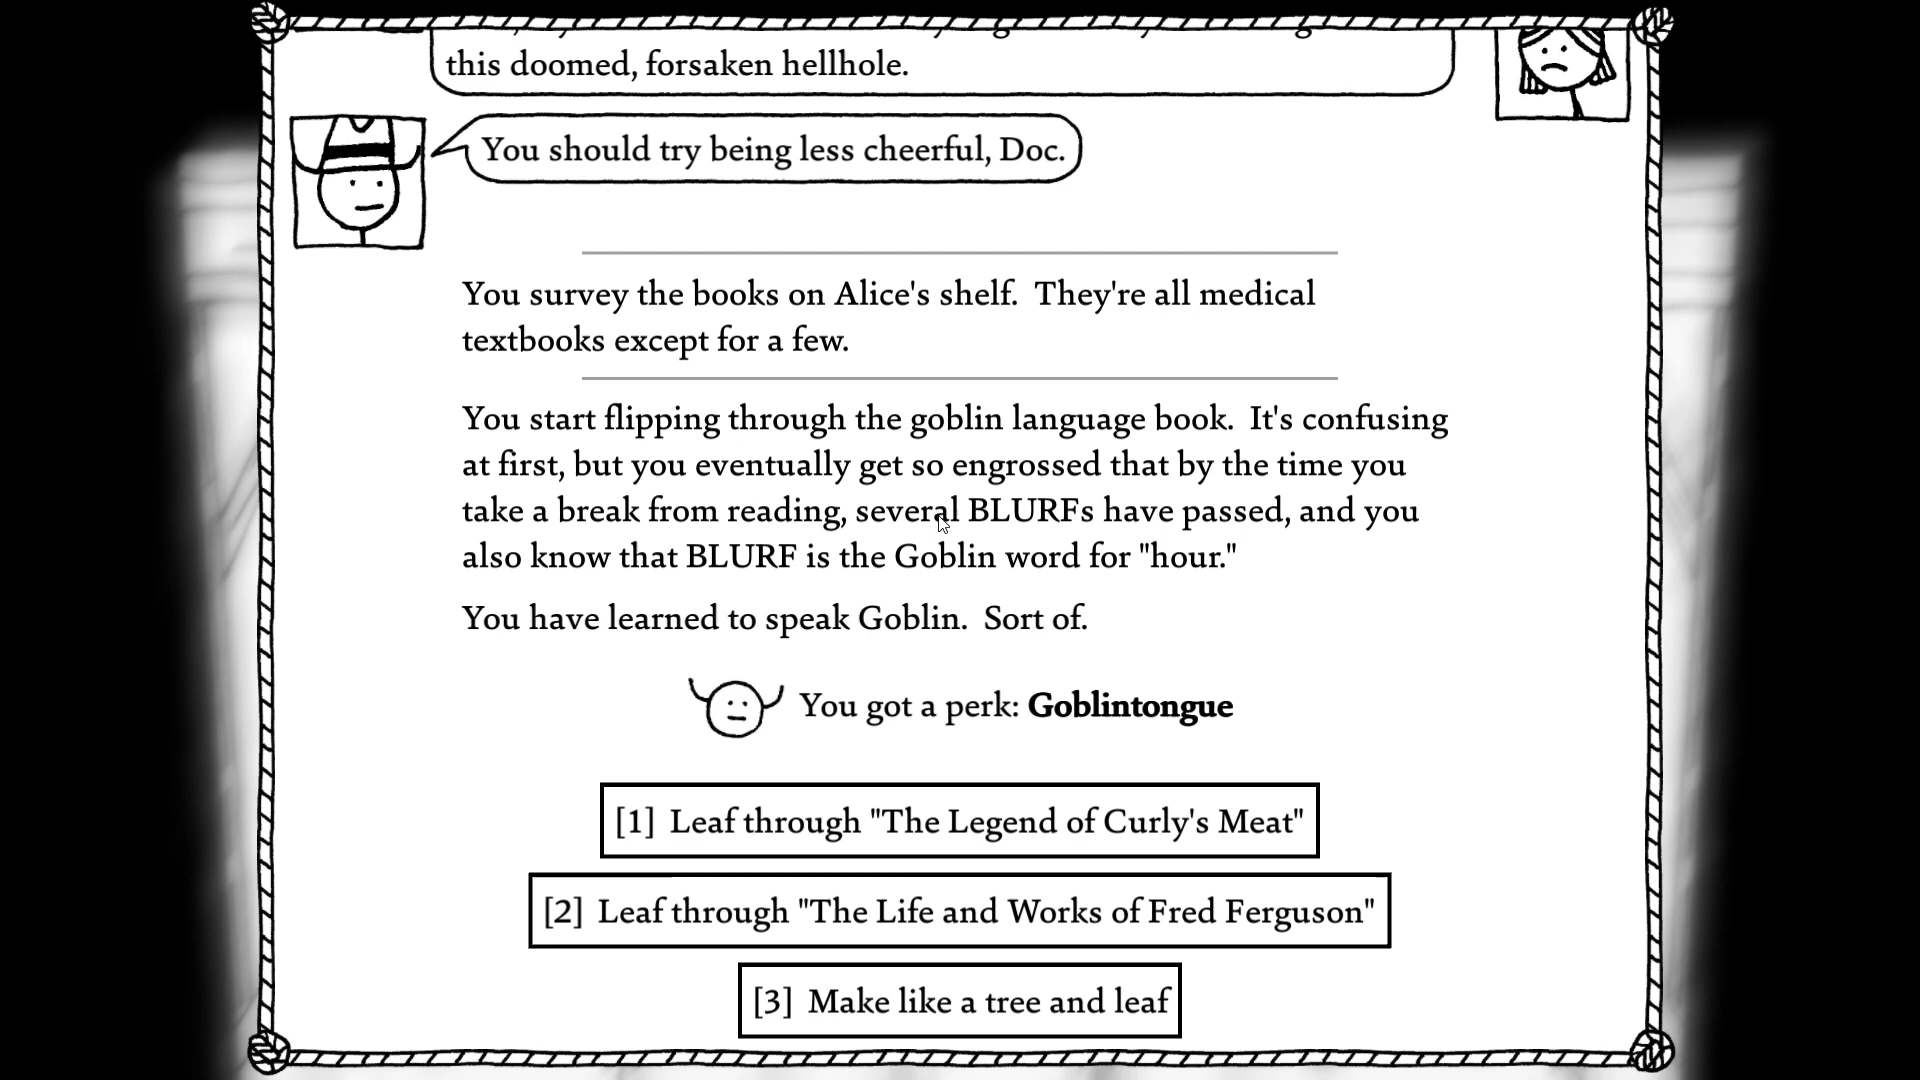 this doomed, forsaken hellhole.
You should try being less cheerful, Doc.
You survey the books on Alice's shelf.  They're all medical
textbooks except for a few.
You start flipping through the goblin language book.  It's confusing
at first, but you eventually get so engrossed that by the time you
take a break from reading, several BLURFs have passed, and you
also know that BLURF is the Goblin word for "hour."
You have learned to speak Goblin.  Sort of.
You got a perk: Goblintongue
[1]  Leaf through "The Legend of Curly's Meat"
[2]  Leaf through "The Life and Works of Fred Ferguson"
[3]  Make like a tree and leaf